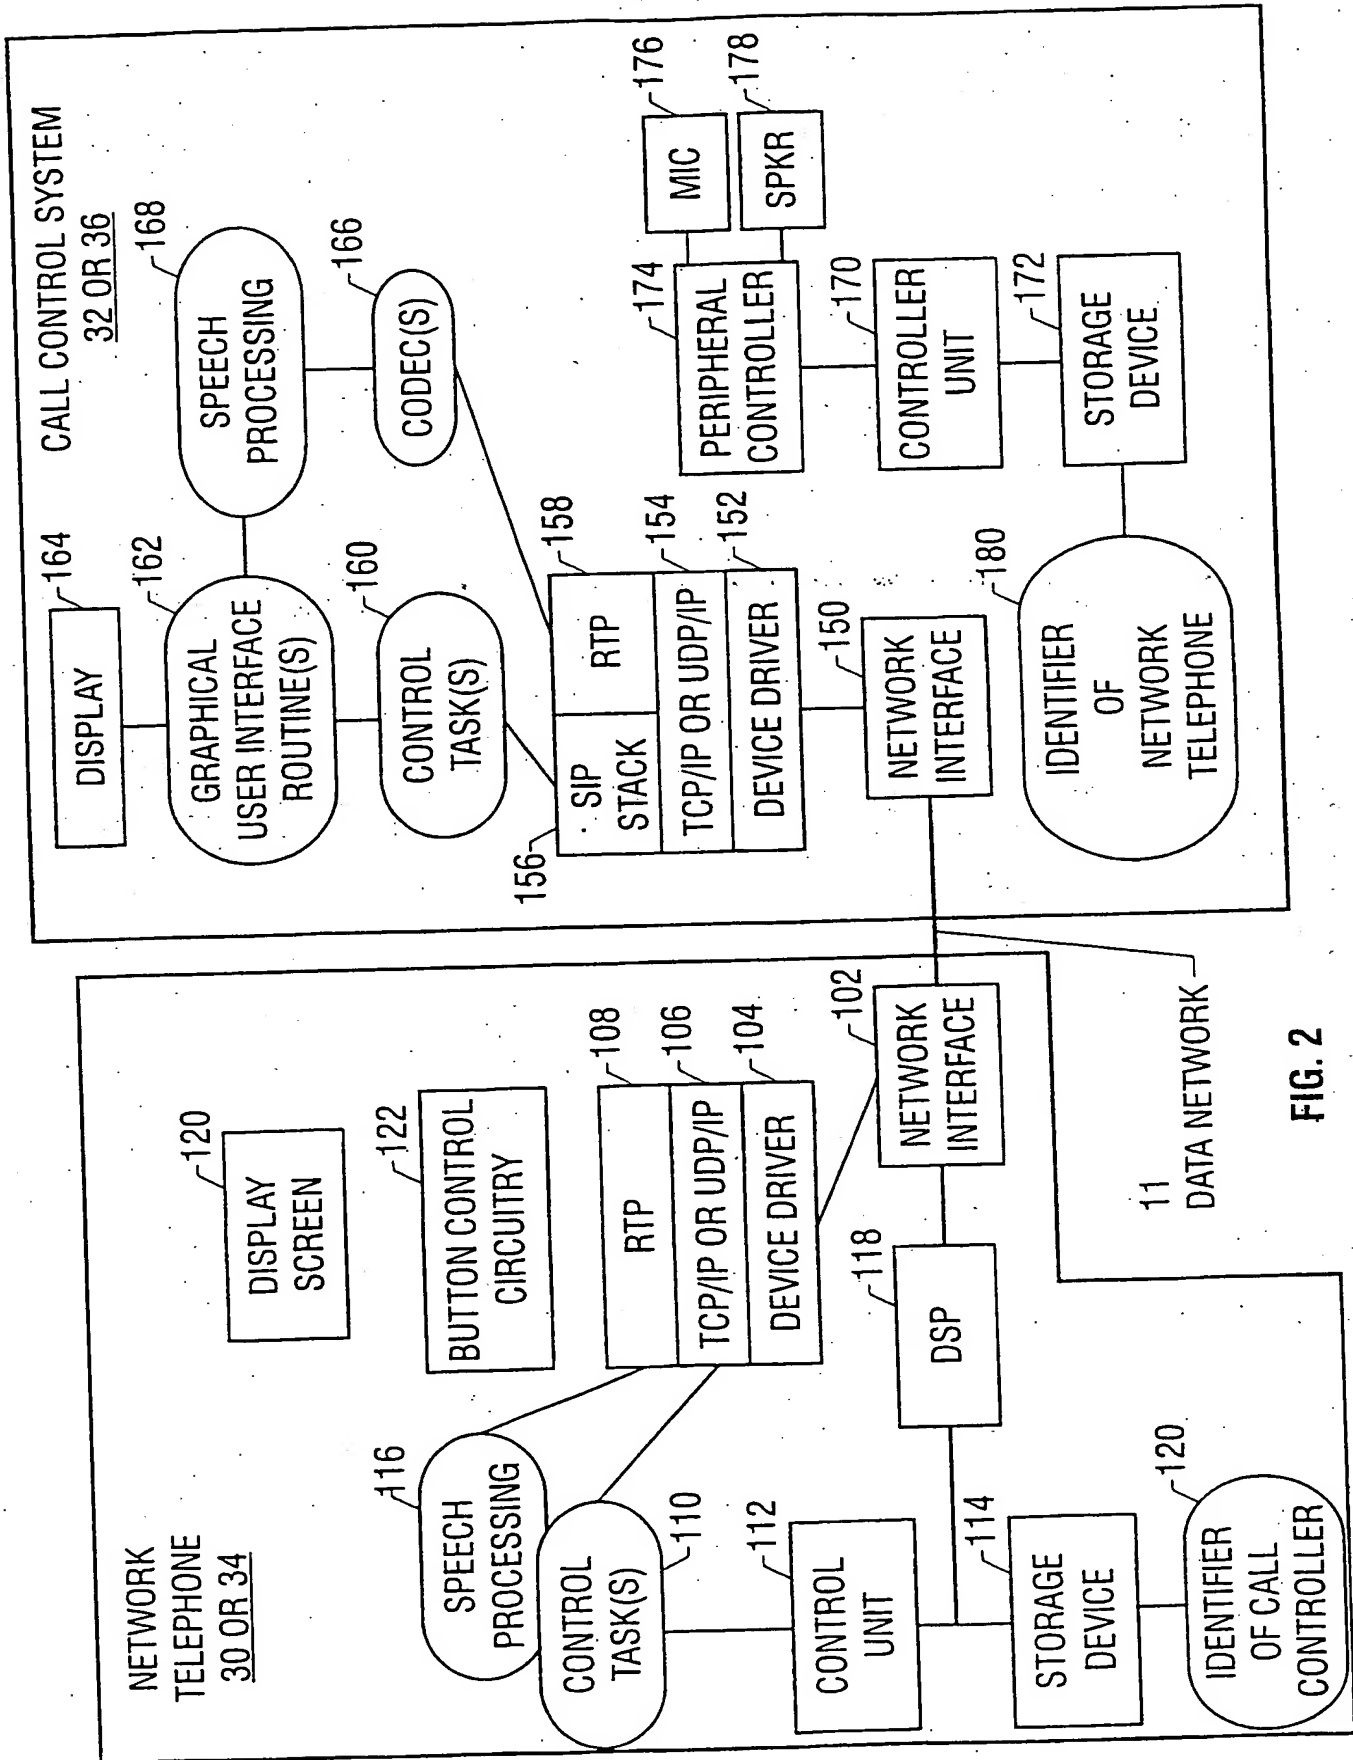 NETWORK
TELEPHONE
30 OR 34
120
DISPLAY
SCREEN
122
BUTTON CONTROL
CIRCUITRY
116
SPEECH
PROCESSING
CONTROL
TASK(S)
110
108
RTP
106
TCP/IP OR UDP/IP
104
DEVICE DRIVER
102
NETWORK
INTERFACE
112
CONTROL
UNIT
118
DSP
114
STORAGE
DEVICE
120
IDENTIFIER
OF CALL
CONTROLLER
11
DATA NETWORK
CALL CONTROL SYSTEM
32 OR 36
164
DISPLAY
162
GRAPHICAL
USER INTERFACE
ROUTINE(S)
168
SPEECH
PROCESSING
160
CONTROL
TASK(S)
166
CODEC(S)
156
SIP
STACK
158
RTP
154
TCP/IP OR UDP/IP
152
DEVICE DRIVER
150
NETWORK
INTERFACE
176
MIC
178
SPKR
174
PERIPHERAL
CONTROLLER
170
CONTROLLER
UNIT
172
STORAGE
DEVICE
180
IDENTIFIER
OF
NETWORK
TELEPHONE
FIG. 2